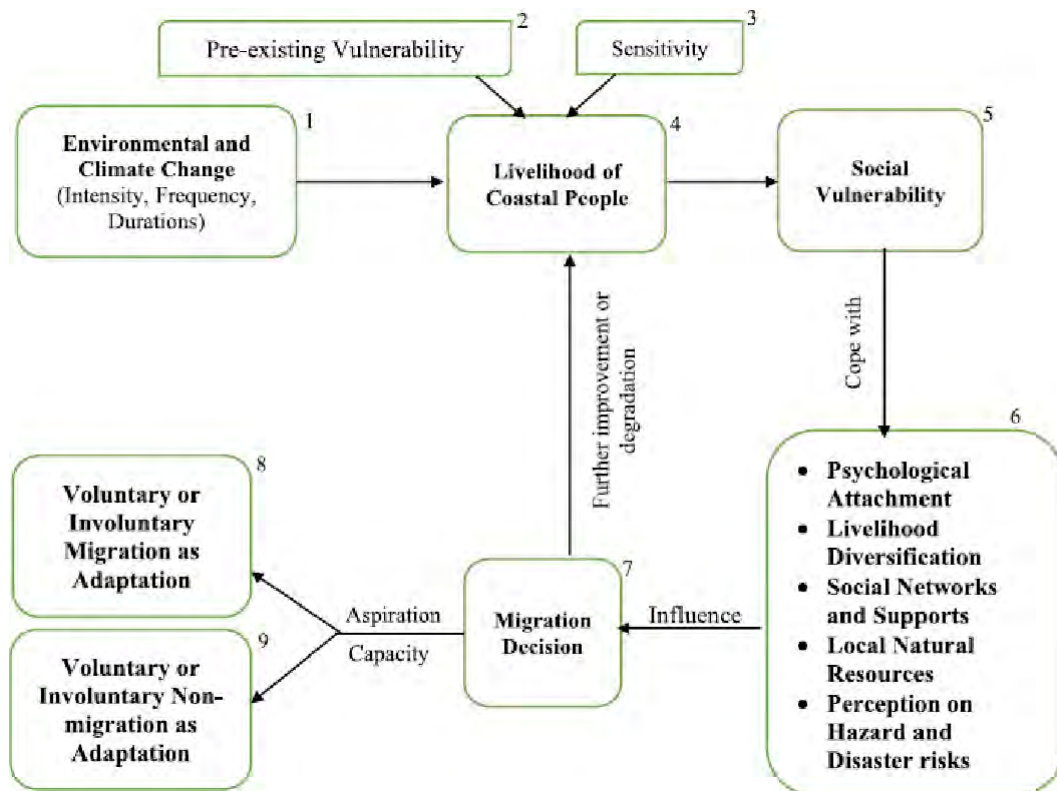 2
Pre-existing Vulnerability
3
Sensitivity
1
Environmental and
Climate Change
(Intensity, Frequency,
Durations)
4
Livelihood of
Coastal People
5
Social
Vulnerability
Further improvement or
degradation
Cope with
6
• Psychological
Attachment
• Livelihood
Diversification
• Social Networks
and Supports
• Local Natural
Resources
• Perception on
Hazard and
Disaster risks
Influence
7
Migration
Decision
Aspiration
Capacity
8
Voluntary or
Involuntary
Migration as
Adaptation
9
Voluntary or
Involuntary Non-
migration as
Adaptation